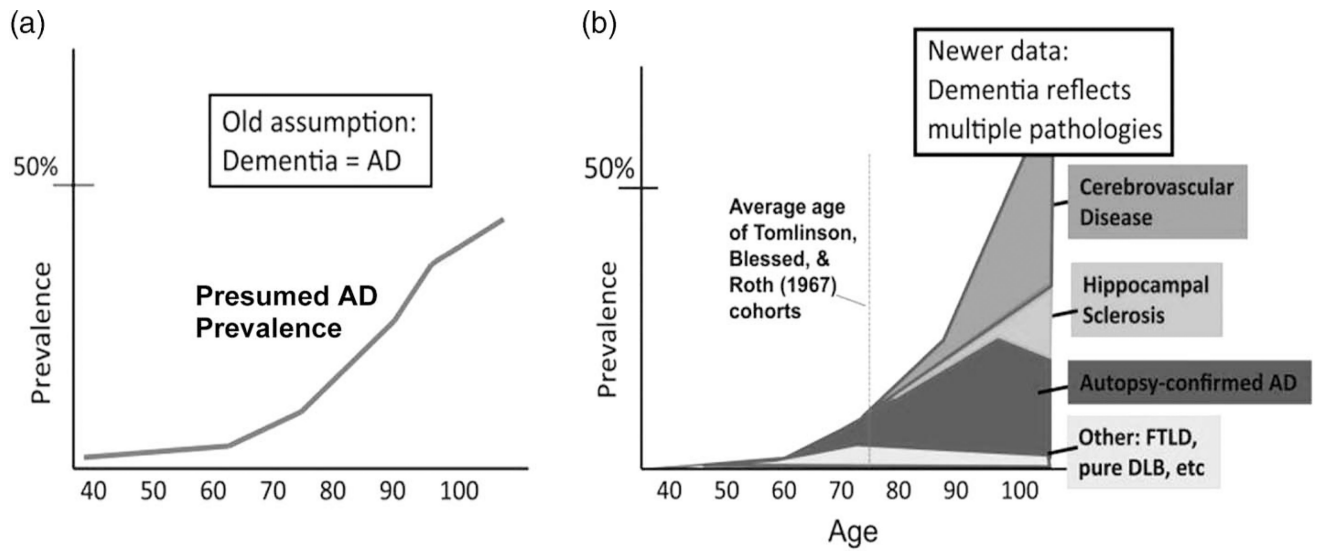 (a)
Old assumption:
Dementia = AD
50%
Presumed AD
Prevalence
Prevalence
40 50 60 70 80 90 100
(b)
Newer data:
Dementia reflects
multiple pathologies
50%
Average age
of Tomlinson,
Blessed, &
Roth (1967)
cohorts
Prevalence
Cerebrovascular
Disease
Hippocampal
Sclerosis
Autopsy-confirmed AD
Other: FTLD,
pure DLB, etc
40 50 60 70 80 90 100
Age